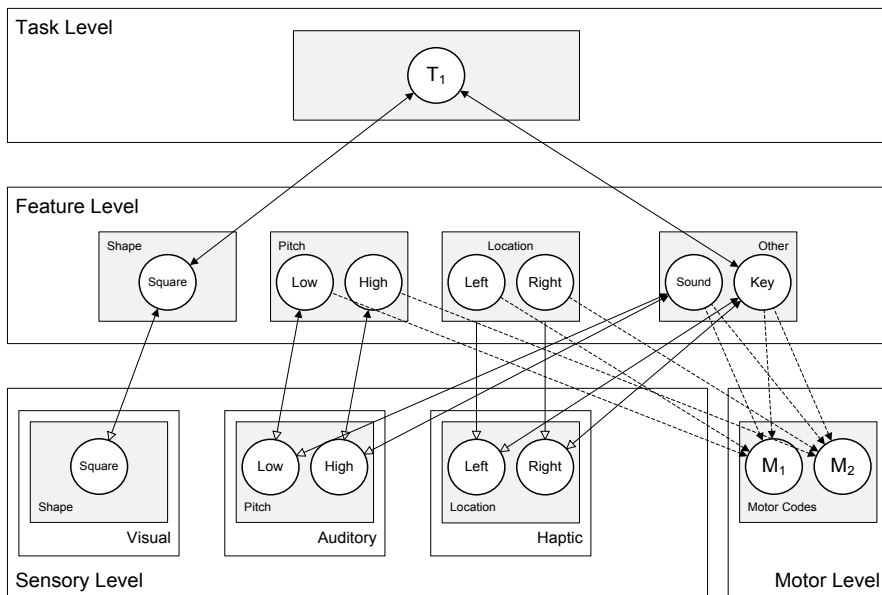 Task Level
T1
Feature Level
Shape
Square
Pitch
Low
High
Location
Left
Right
Other
Sound
Key
Square
Shape
Visual
Low
High
Pitch
Auditory
Left
Right
Location
Haptic
Sensory Level
M1
M2
Motor Codes
Motor Level